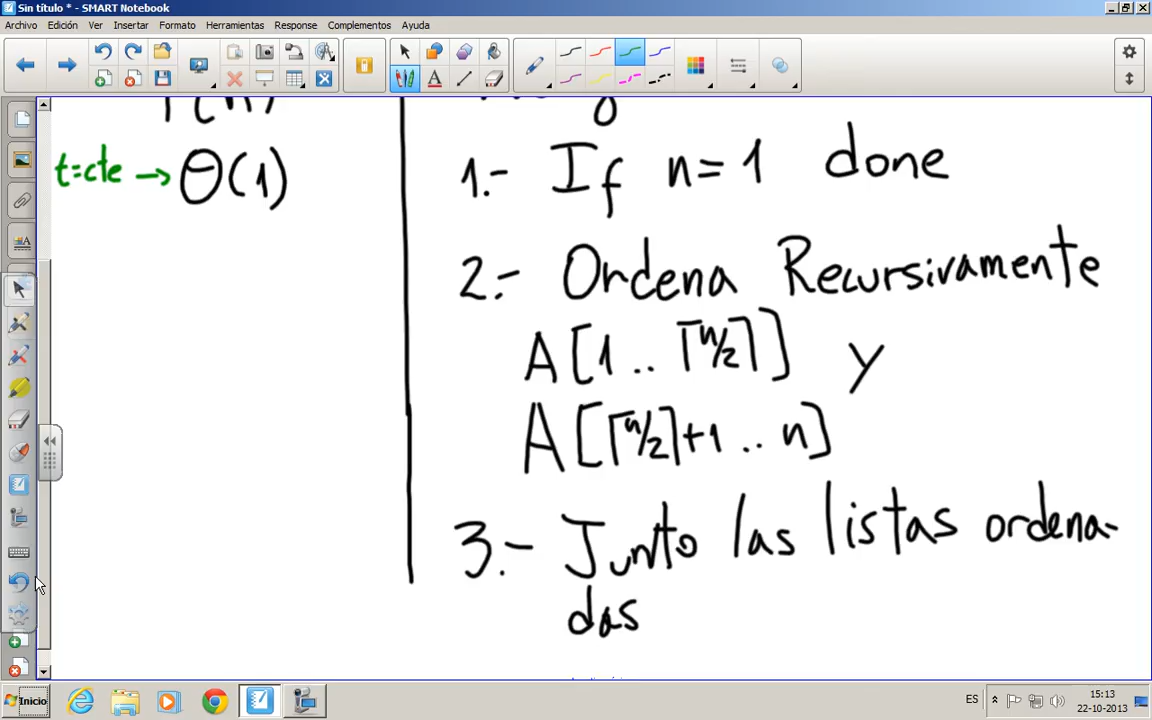 Sin título * - SMART Notebook
Archivo Edición Ver Insertar Formato Herramientas Response Complementos Ayuda
t=cte → Θ(1)
1.- If n=1 done
2.- Ordena Recursivamente
A[1 .. ⌈n/2⌉] y
A[⌈n/2⌉+1 .. n]
3.- Junto las listas ordena-
das
Inicio
ES
15:13
22-10-2013